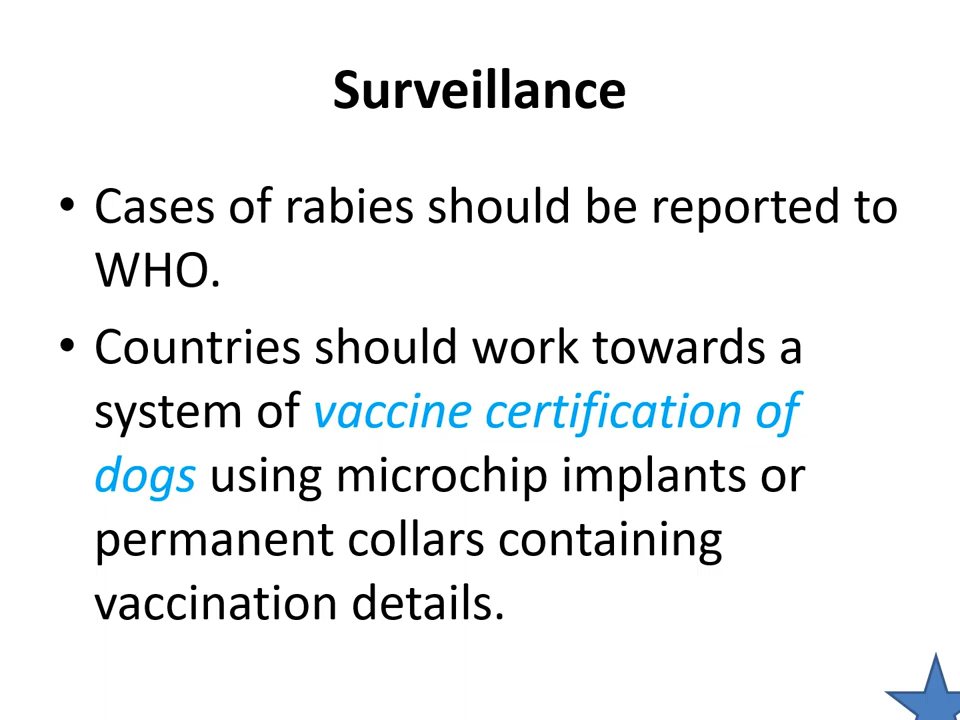 Surveillance
• Cases of rabies should be reported to
WHO.
• Countries should work towards a
system of vaccine certification of
dogs using microchip implants or
permanent collars containing
vaccination details.